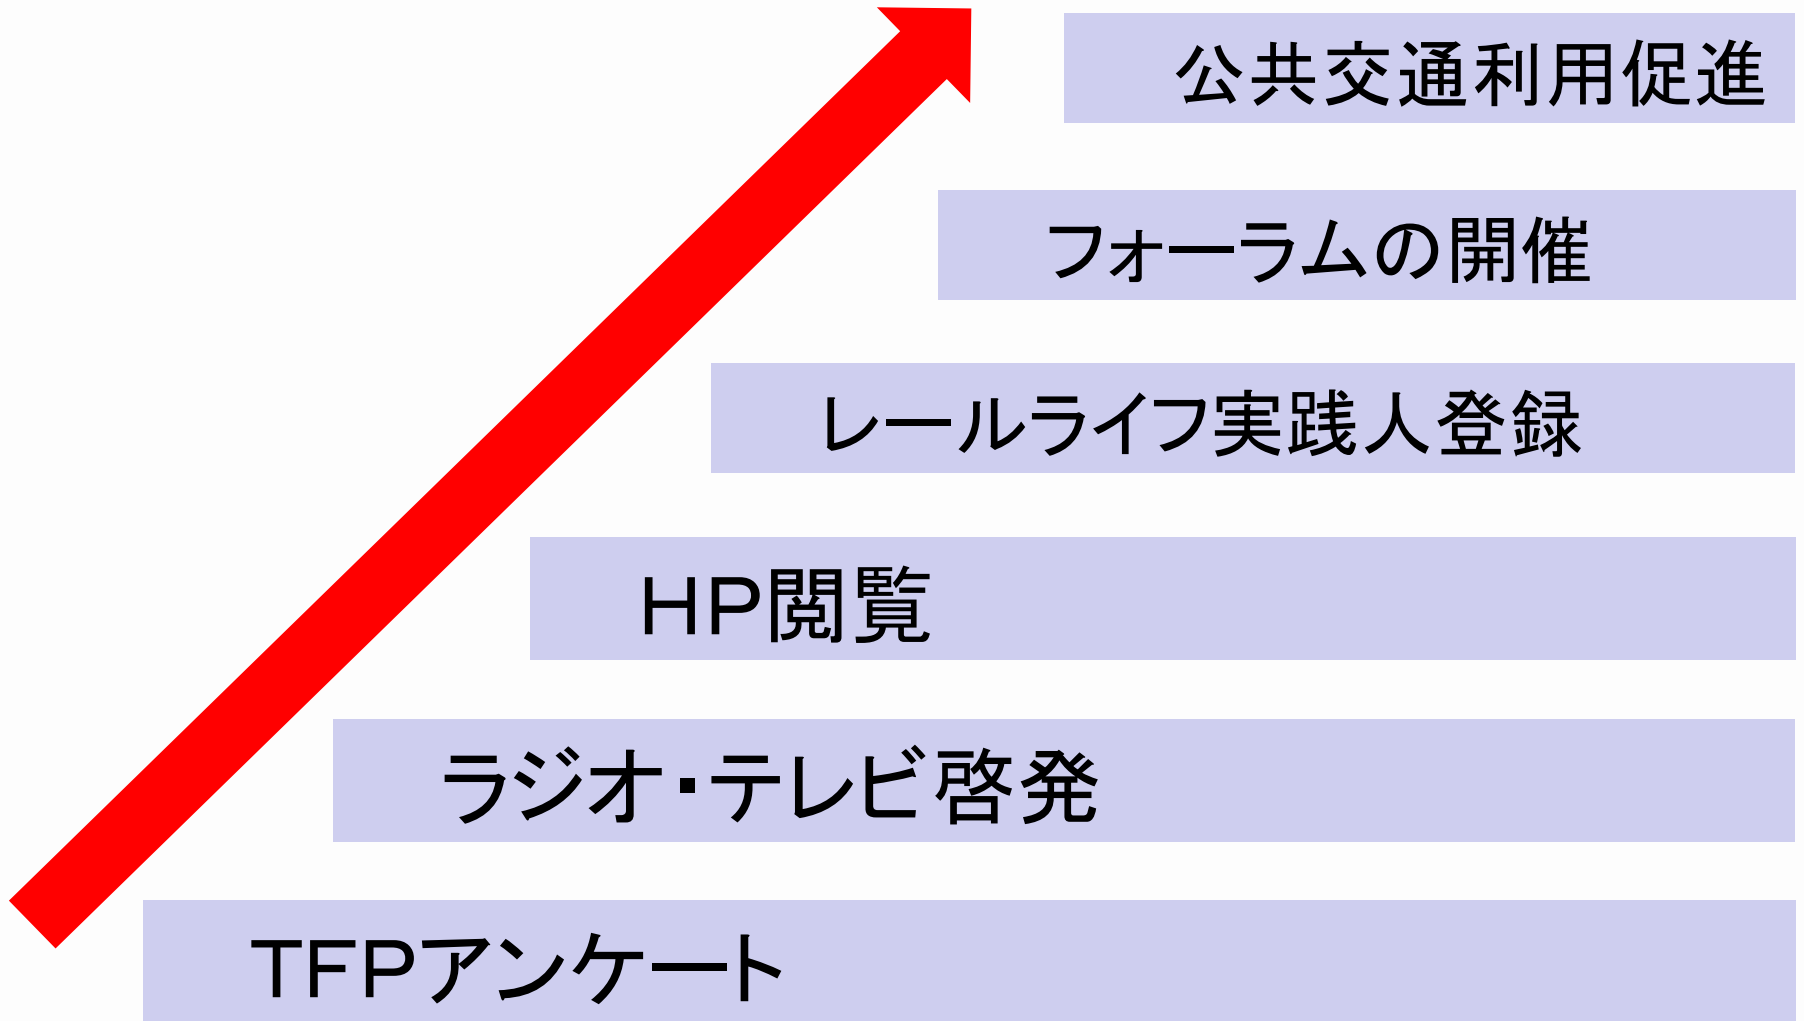 公共交通利用促進
フォーラムの開催
レールライフ実践人登録
HP閲覧
ラジオ・テレビ啓発
TFPアンケート